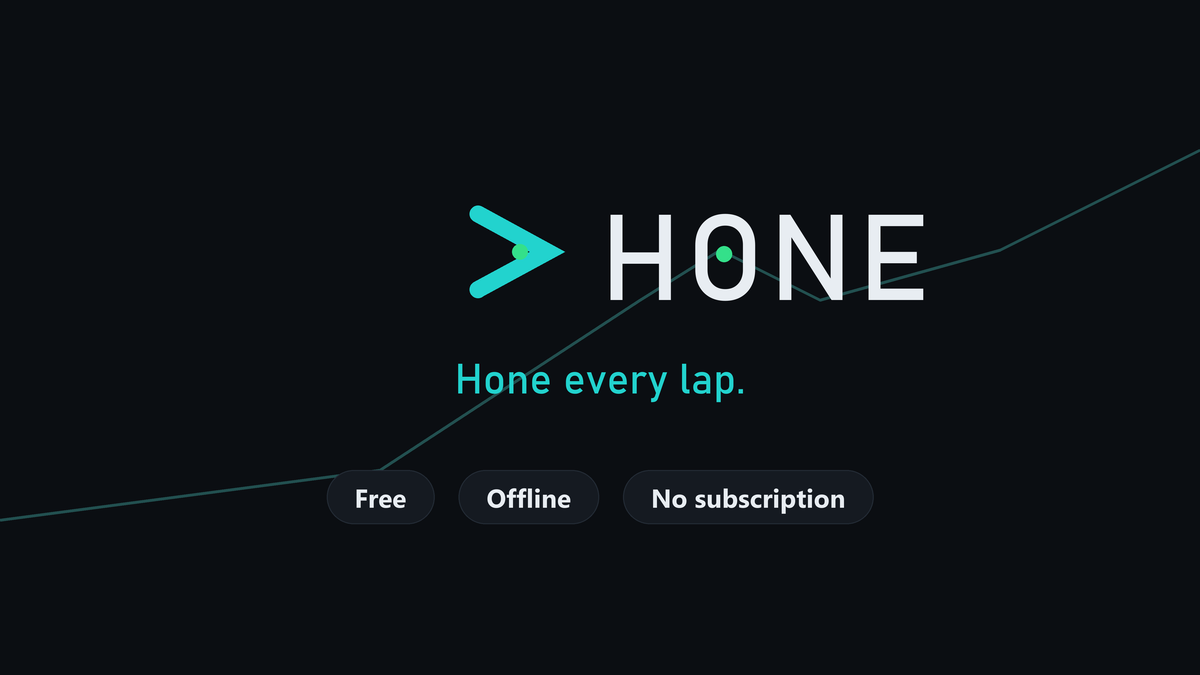 HONE
Hone every lap.
Free
Offline
No subscription